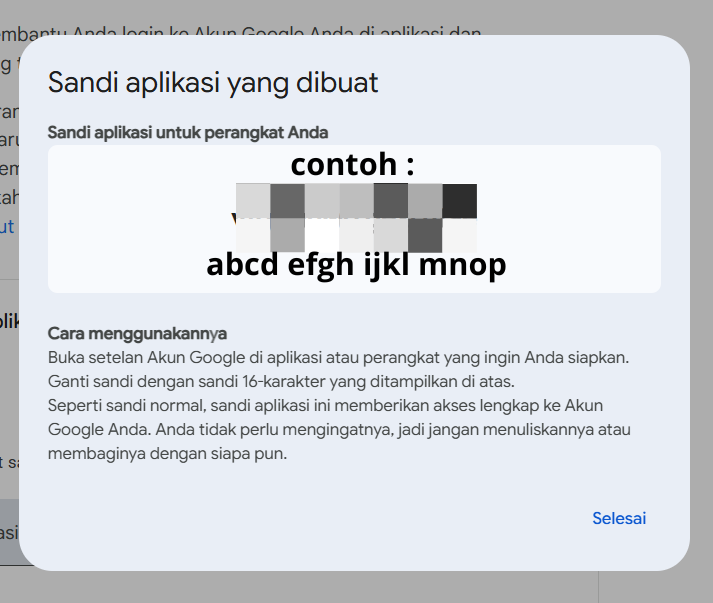 embantu Anda login ke Akun Google Anda di aplikasi dan
Sandi aplikasi yang dibuat
Sandi aplikasi untuk perangkat Anda
contoh :
abcd efgh ijkl mnop
Cara menggunakannya
Buka setelan Akun Google di aplikasi atau perangkat yang ingin Anda siapkan.
Ganti sandi dengan sandi 16-karakter yang ditampilkan di atas.
Seperti sandi normal, sandi aplikasi ini memberikan akses lengkap ke Akun
Google Anda. Anda tidak perlu mengingatnya, jadi jangan menuliskannya atau
membaginya dengan siapa pun.
Selesai